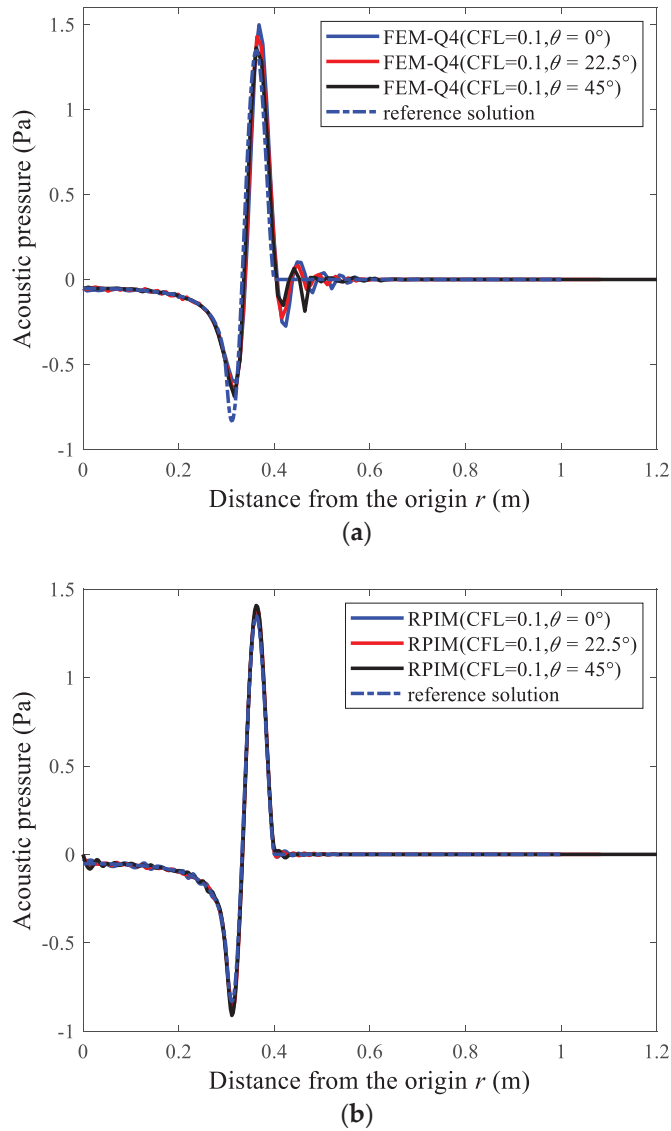 1.5
1
0.5
0
-0.5
-1
Acoustic pressure (Pa)
FEM-Q4(CFL=0.1,θ = 0°)
FEM-Q4(CFL=0.1,θ = 22.5°)
FEM-Q4(CFL=0.1,θ = 45°)
reference solution
0 0.2 0.4 0.6 0.8 1 1.2
Distance from the origin r (m)
(a)
1.5
1
0.5
0
-0.5
-1
Acoustic pressure (Pa)
RPIM(CFL=0.1,θ = 0°)
RPIM(CFL=0.1,θ = 22.5°)
RPIM(CFL=0.1,θ = 45°)
reference solution
0 0.2 0.4 0.6 0.8 1 1.2
Distance from the origin r (m)
(b)